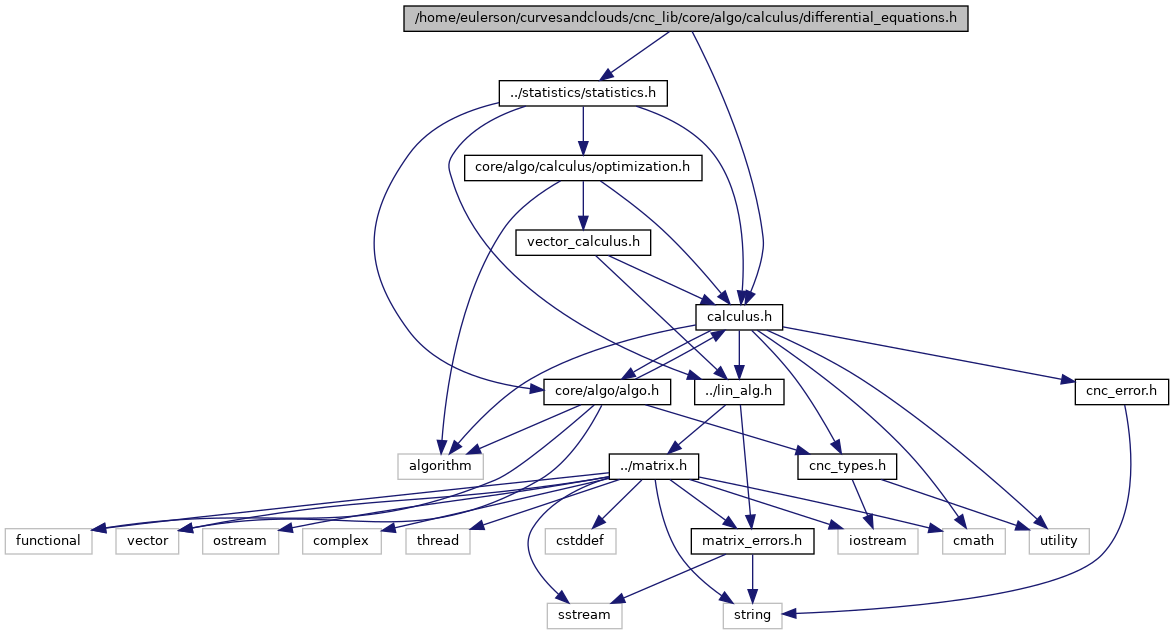 /home/eulerson/curvesandclouds/cnc_lib/core/algo/calculus/differential_equations.h
../statistics/statistics.h
core/algo/calculus/optimization.h
vector_calculus.h
calculus.h
core/algo/algo.h
../lin_alg.h
cnc_error.h
algorithm
../matrix.h
cnc_types.h
functional
vector
ostream
complex
thread
cstddef
matrix_errors.h
iostream
cmath
utility
sstream
string